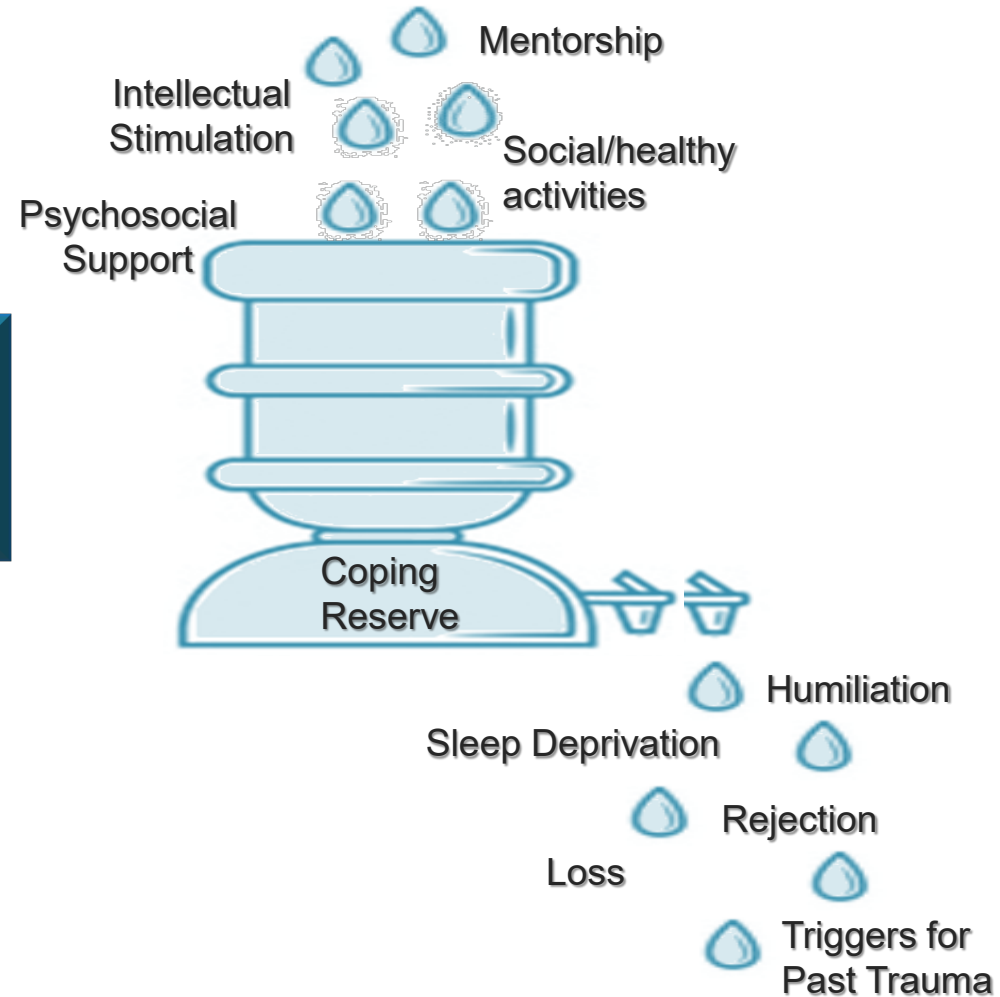 Mentorship
Intellectual
Stimulation
Social/healthy
activities
Psychosocial
Support
Coping
Reserve
Humiliation
Sleep Deprivation
Rejection
Loss
Triggers for
Past Trauma